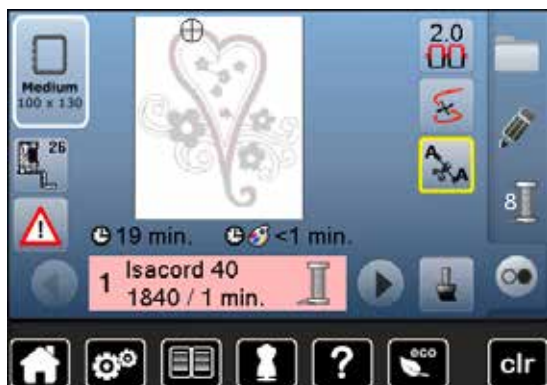 2.0
Medium
100 x 130
26
A
A
8
19 min.
<1 min.
1
Isacord 40
1840 / 1 min.
!
?
eco
clr